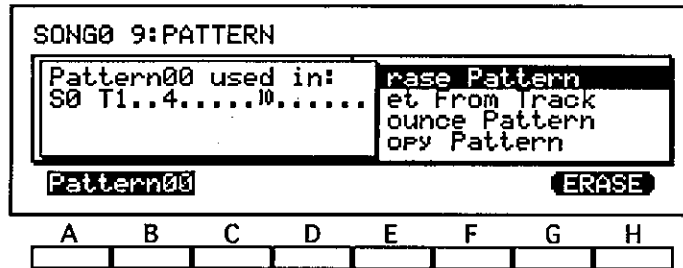 SONG0 9:PATTERN
Pattern00 used in:
S0 T1..4.....10......
rase Pattern
et From Track
ounce Pattern
opy Pattern
Pattern00
ERASE
A B C D E F G H